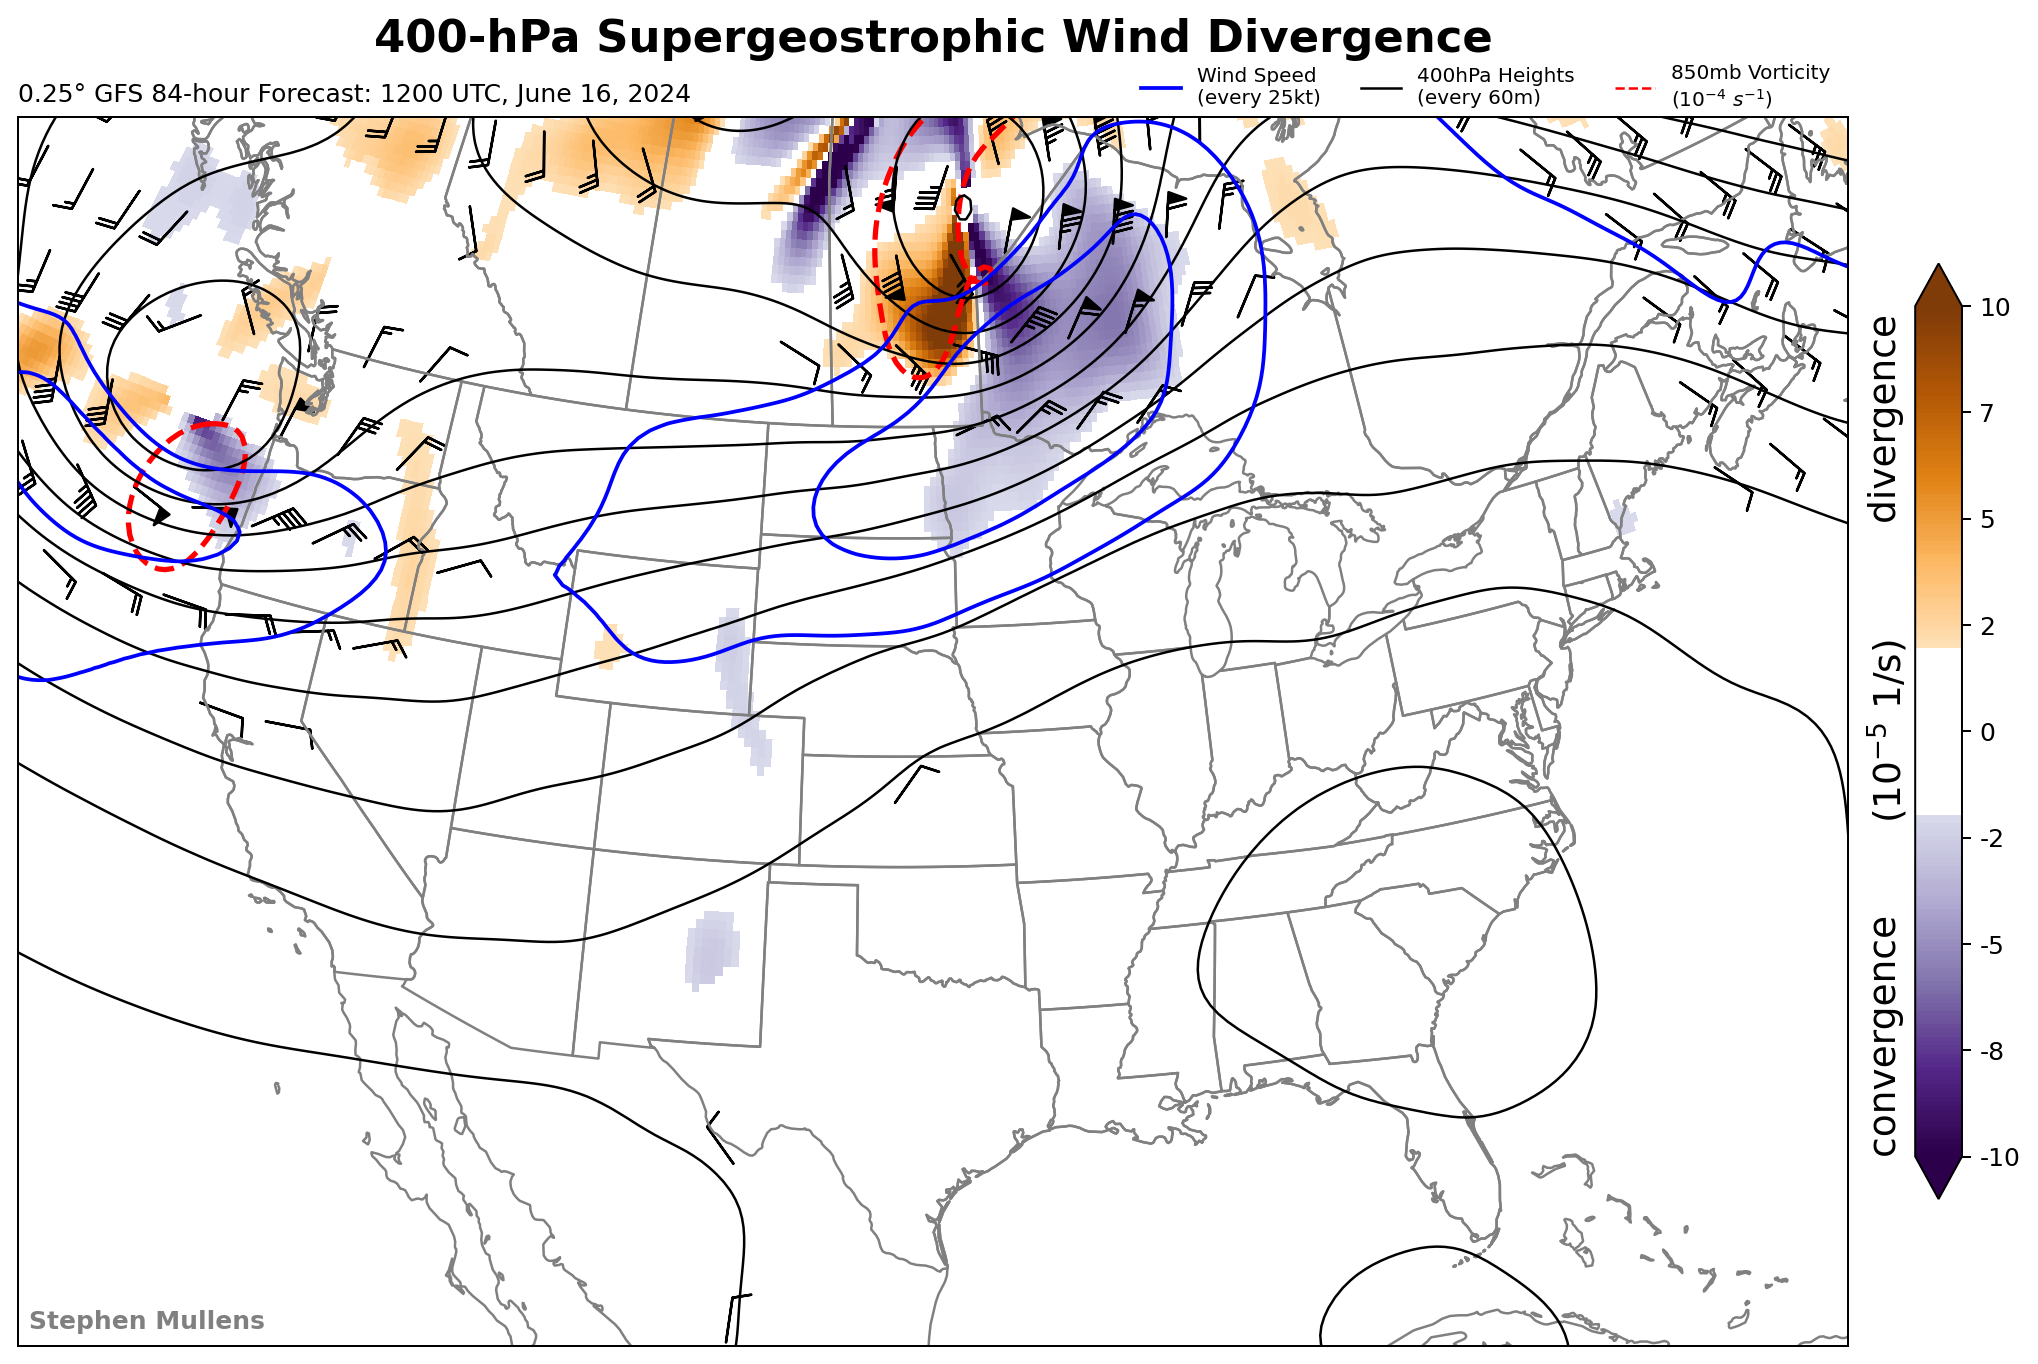 400-hPa Supergeostrophic Wind Divergence
0.25° GFS 84-hour Forecast: 1200 UTC, June 16, 2024
Wind Speed
(every 25kt)
400hPa Heights
(every 60m)
850mb Vorticity
(10⁻⁴ s⁻¹)
10
7
5
2
0
-2
-5
-8
-10
convergence (10⁻⁵ 1/s) divergence
Stephen Mullens